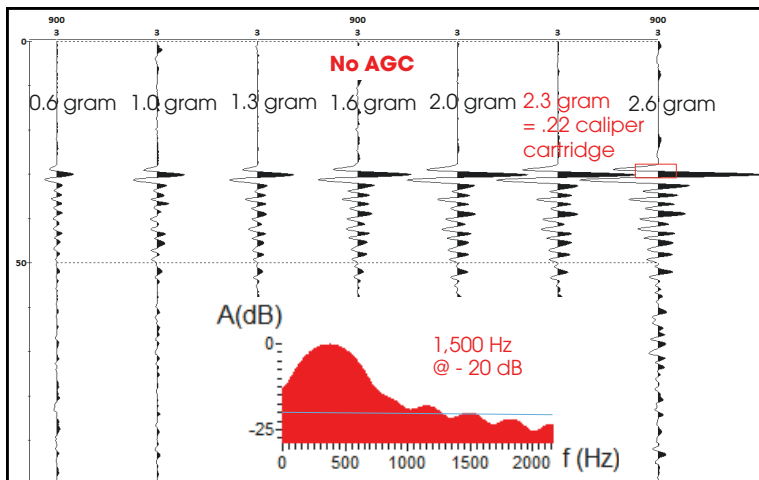 900 900 900
3 3 3 3 3 3 3
0
No AGC
0.6 gram 1.0 gram 1.3 gram 1.6 gram 2.0 gram 2.3 gram 2.6 gram
= .22 caliper
cartridge
50
A(dB)
1,500 Hz
@ - 20 dB
0
-25
0 500 1000 1500 2000 f (Hz)